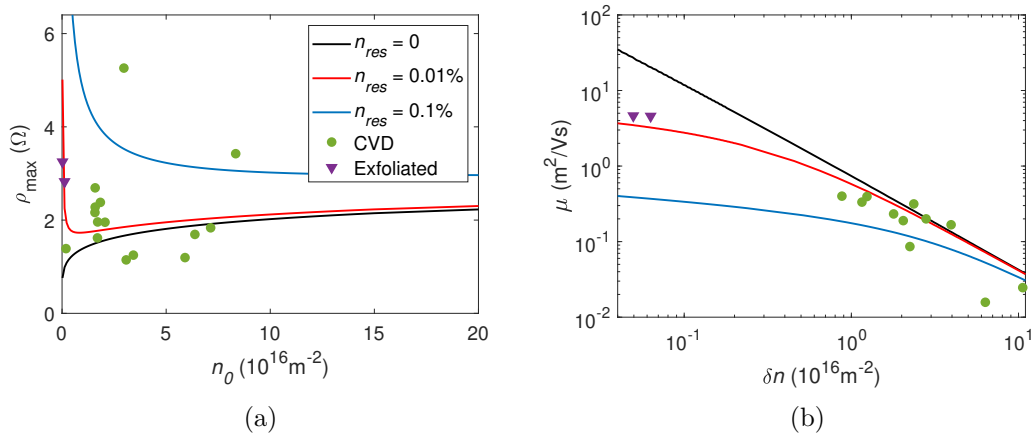 6
4
2
0
ρmax (Ω)
nres = 0
nres = 0.01%
nres = 0.1%
CVD
Exfoliated
0 5 10 15 20
n0 (10^16m^-2)
(a)
10^2
10^1
10^0
10^-1
10^-2
μ (m^2/Vs)
10^-1 10^0 10^1
δn (10^16m^-2)
(b)